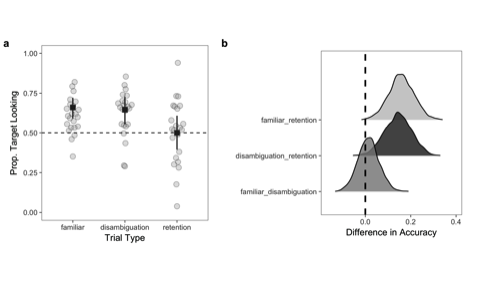 a
1.00
0.75
0.50
0.25
0.00
Prop. Target Looking
familiar
disambiguation
retention
Trial Type
b
familiar_retention
disambiguation_retention
familiar_disambiguation
0.0
0.2
0.4
Difference in Accuracy